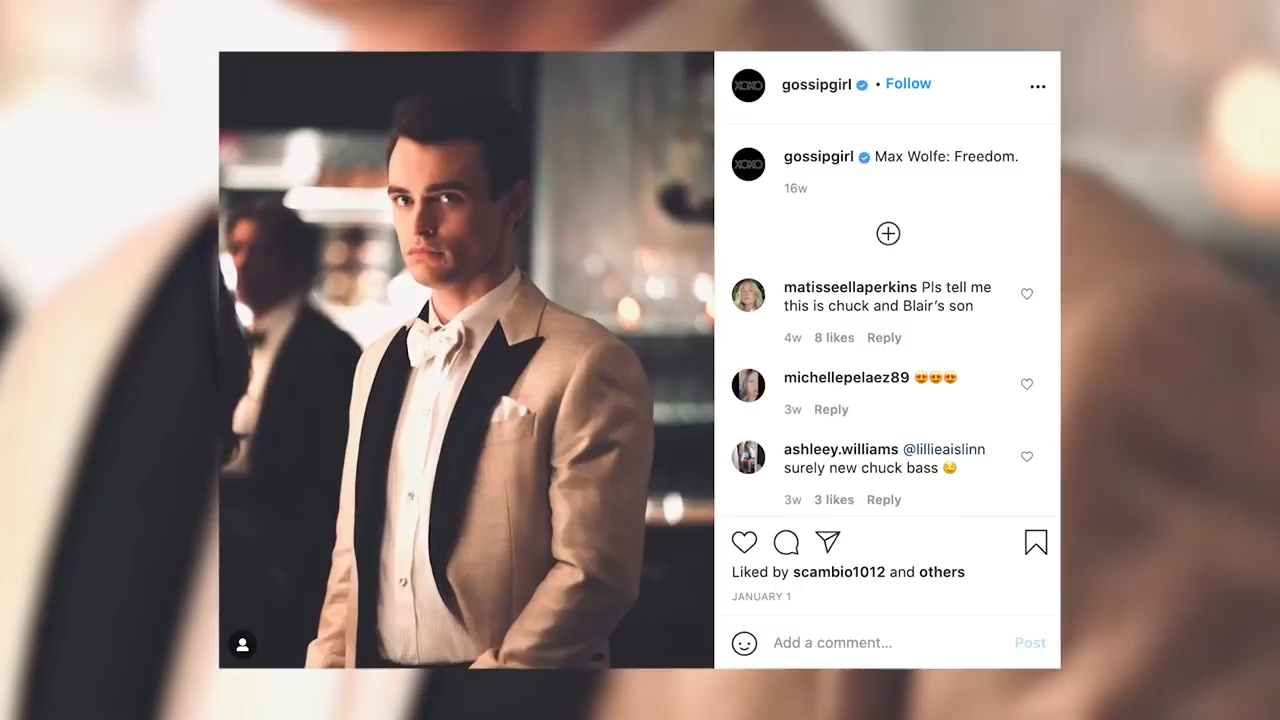 XOXO gossipgirl • Follow
XOXO gossipgirl Max Wolfe: Freedom.
16w
matisseellaperkins Pls tell me
this is chuck and Blair’s son
4w 8 likes Reply
michellepelaez89 😍😍😍
3w Reply
ashleey.williams @lillieaislinn
surely new chuck bass 😉
3w 3 likes Reply
Liked by scambio1012 and others
JANUARY 1
Add a comment... Post